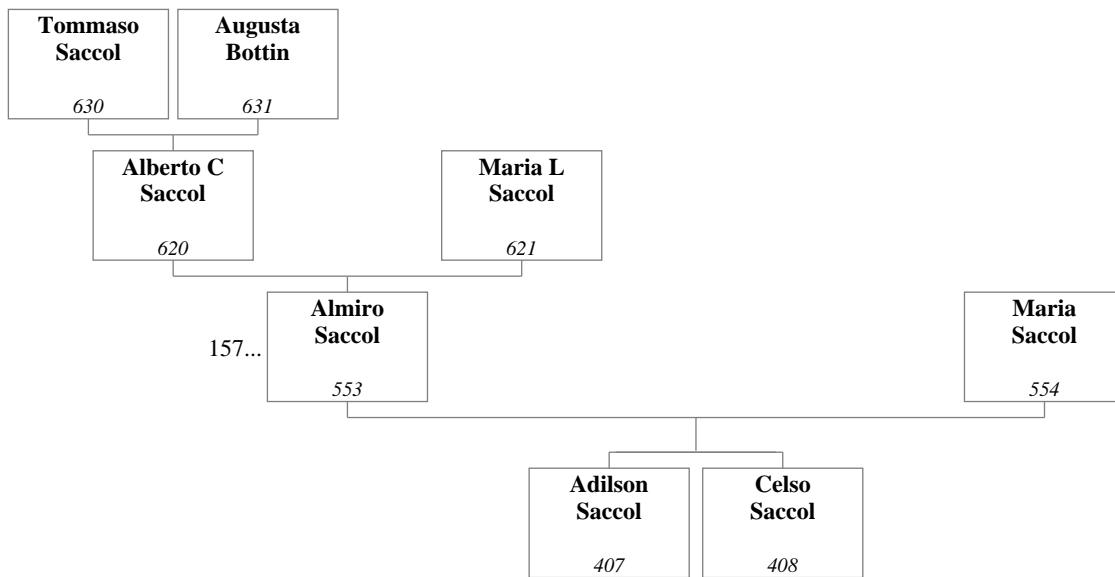 Tommaso
Saccol
630
Augusta
Bottin
631
Alberto C
Saccol
620
Maria L
Saccol
621
157...
Almiro
Saccol
553
Maria
Saccol
554
Adilson
Saccol
407
Celso
Saccol
408